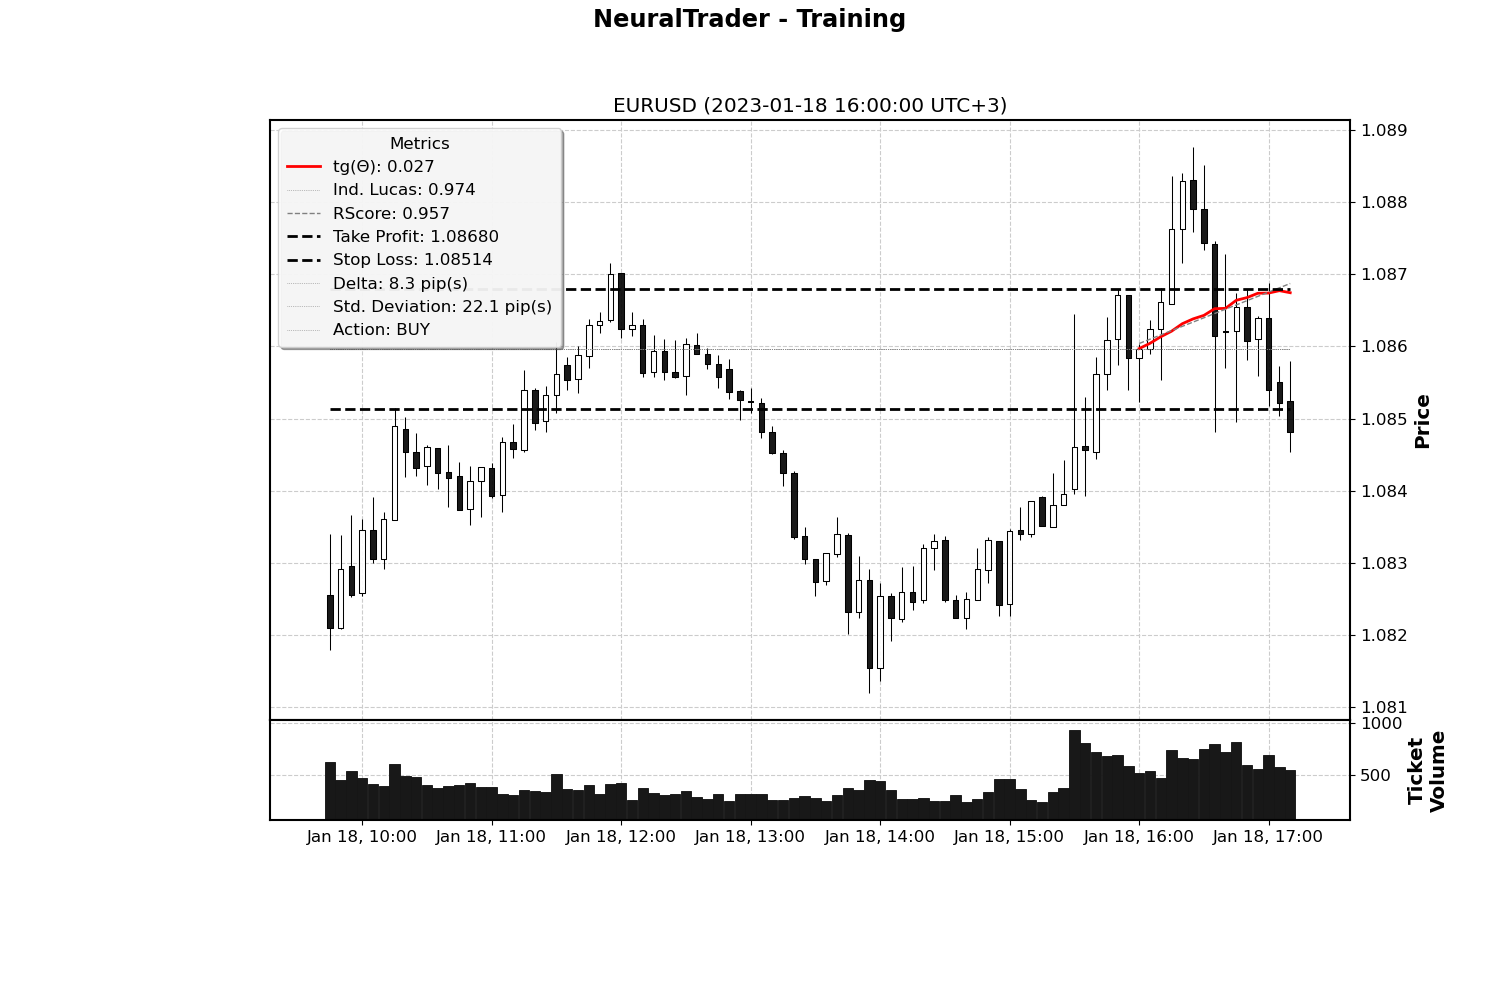 NeuralTrader - Training
EURUSD (2023-01-18 16:00:00 UTC+3)
Metrics
tg(Θ): 0.027
Ind. Lucas: 0.974
RScore: 0.957
Take Profit: 1.08680
Stop Loss: 1.08514
Delta: 8.3 pip(s)
Std. Deviation: 22.1 pip(s)
Action: BUY
1.089
1.088
1.087
1.086
1.085
1.084
1.083
1.082
1.081
Price
1000
500
Ticket
Volume
Jan 18, 10:00
Jan 18, 11:00
Jan 18, 12:00
Jan 18, 13:00
Jan 18, 14:00
Jan 18, 15:00
Jan 18, 16:00
Jan 18, 17:00